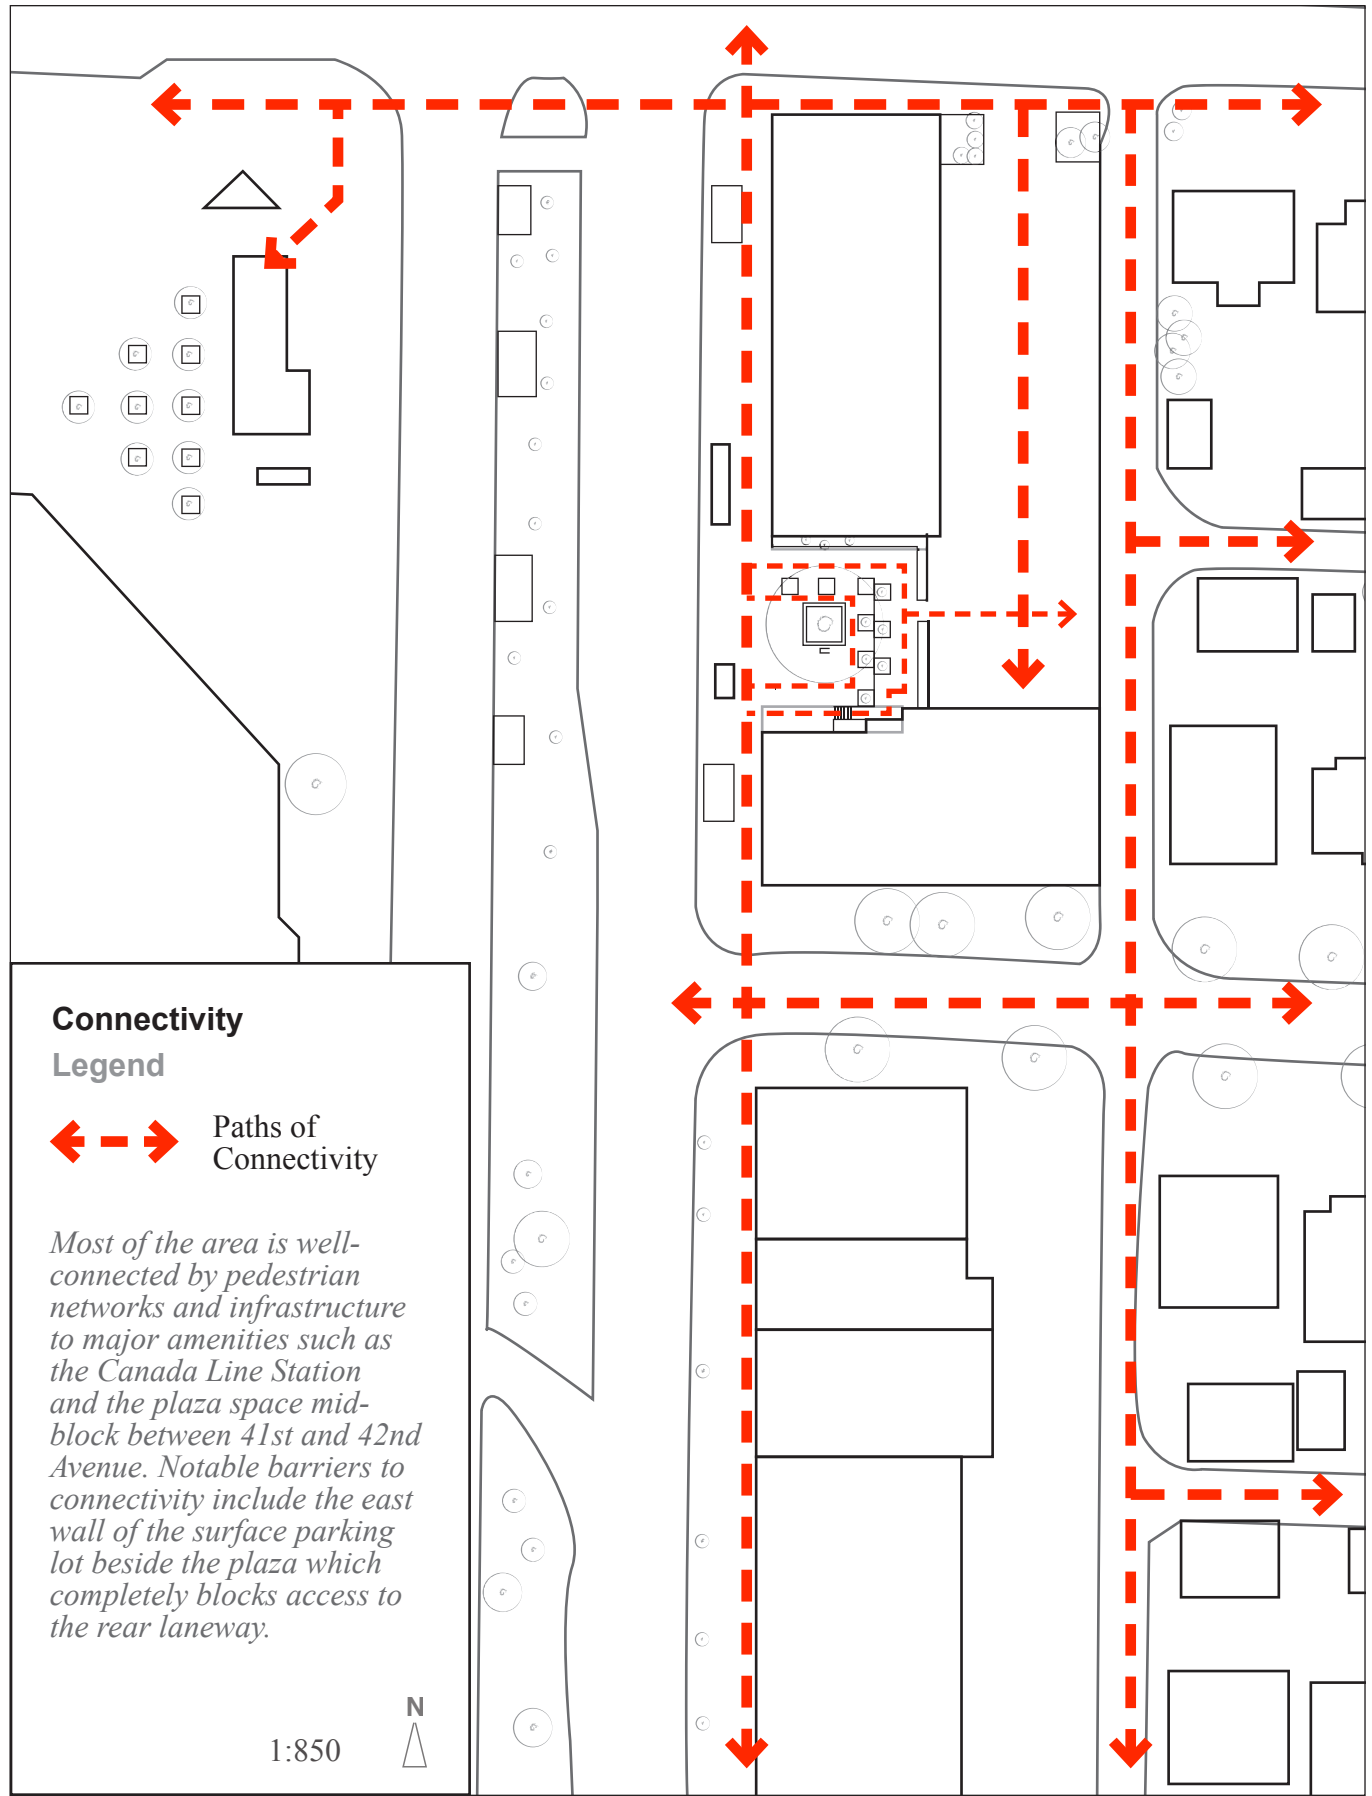 Connectivity
Legend
Paths of
Connectivity
Most of the area is well-
connected by pedestrian
networks and infrastructure
to major amenities such as
the Canada Line Station
and the plaza space mid-
block between 41st and 42nd
Avenue. Notable barriers to
connectivity include the east
wall of the surface parking
lot beside the plaza which
completely blocks access to
the rear laneway.
N
1:850